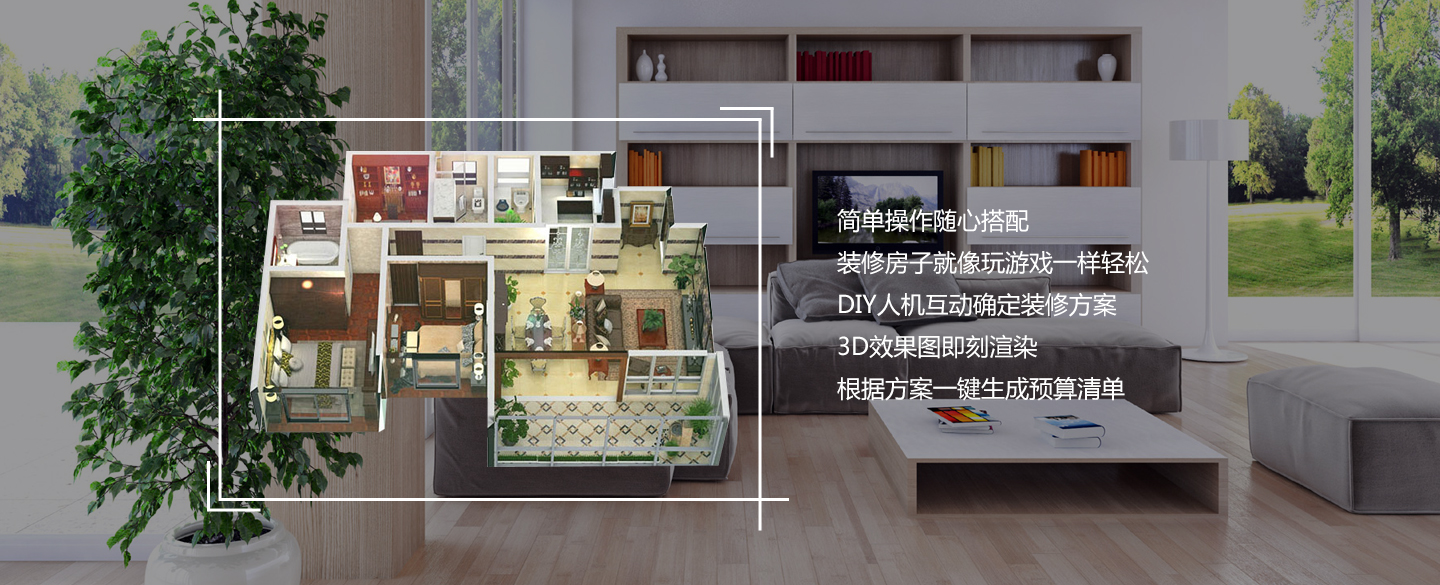 简单操作随心搭配
装修房子就像玩游戏一样轻松
DIY人机互动确定装修方案
3D效果图即刻渲染
根据方案一键生成预算清单